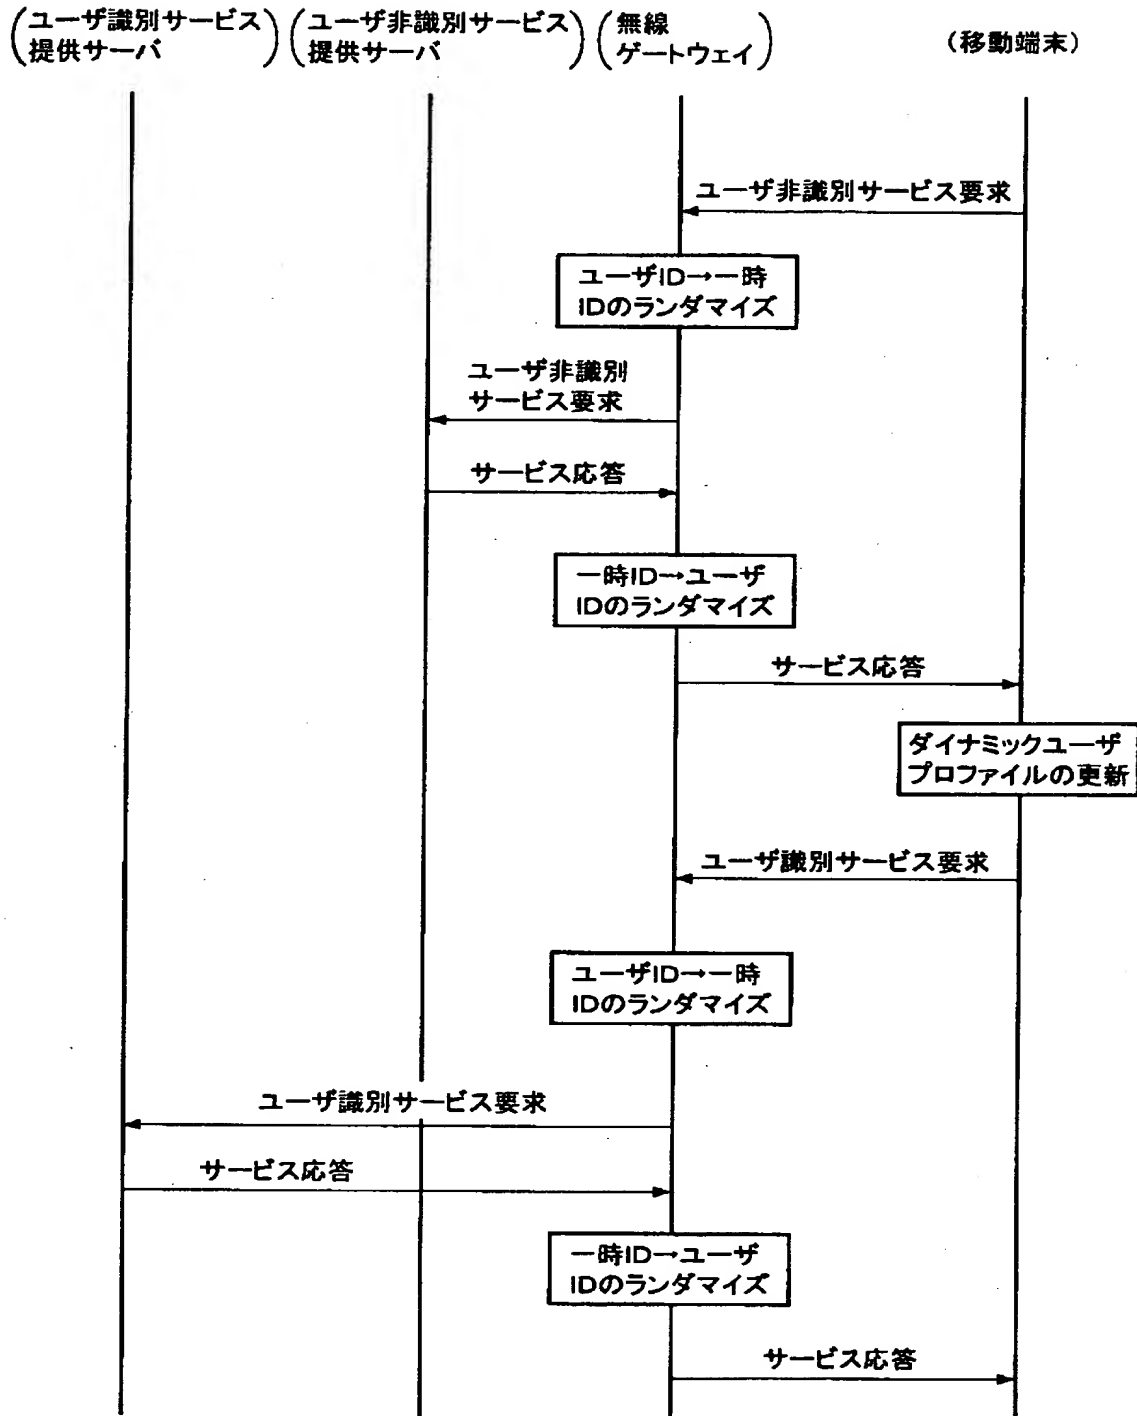 (ユーザ識別サービス
提供サーバ)
(ユーザ非識別サービス
提供サーバ)
(無線
ゲートウェイ)
(移動端末)
ユーザ非識別サービス要求
ユーザID→一時
IDのランダマイズ
ユーザ非識別
サービス要求
サービス応答
一時ID→ユーザ
IDのランダマイズ
サービス応答
ダイナミックユーザ
プロファイルの更新
ユーザ識別サービス要求
ユーザID→一時
IDのランダマイズ
ユーザ識別サービス要求
サービス応答
一時ID→ユーザ
IDのランダマイズ
サービス応答